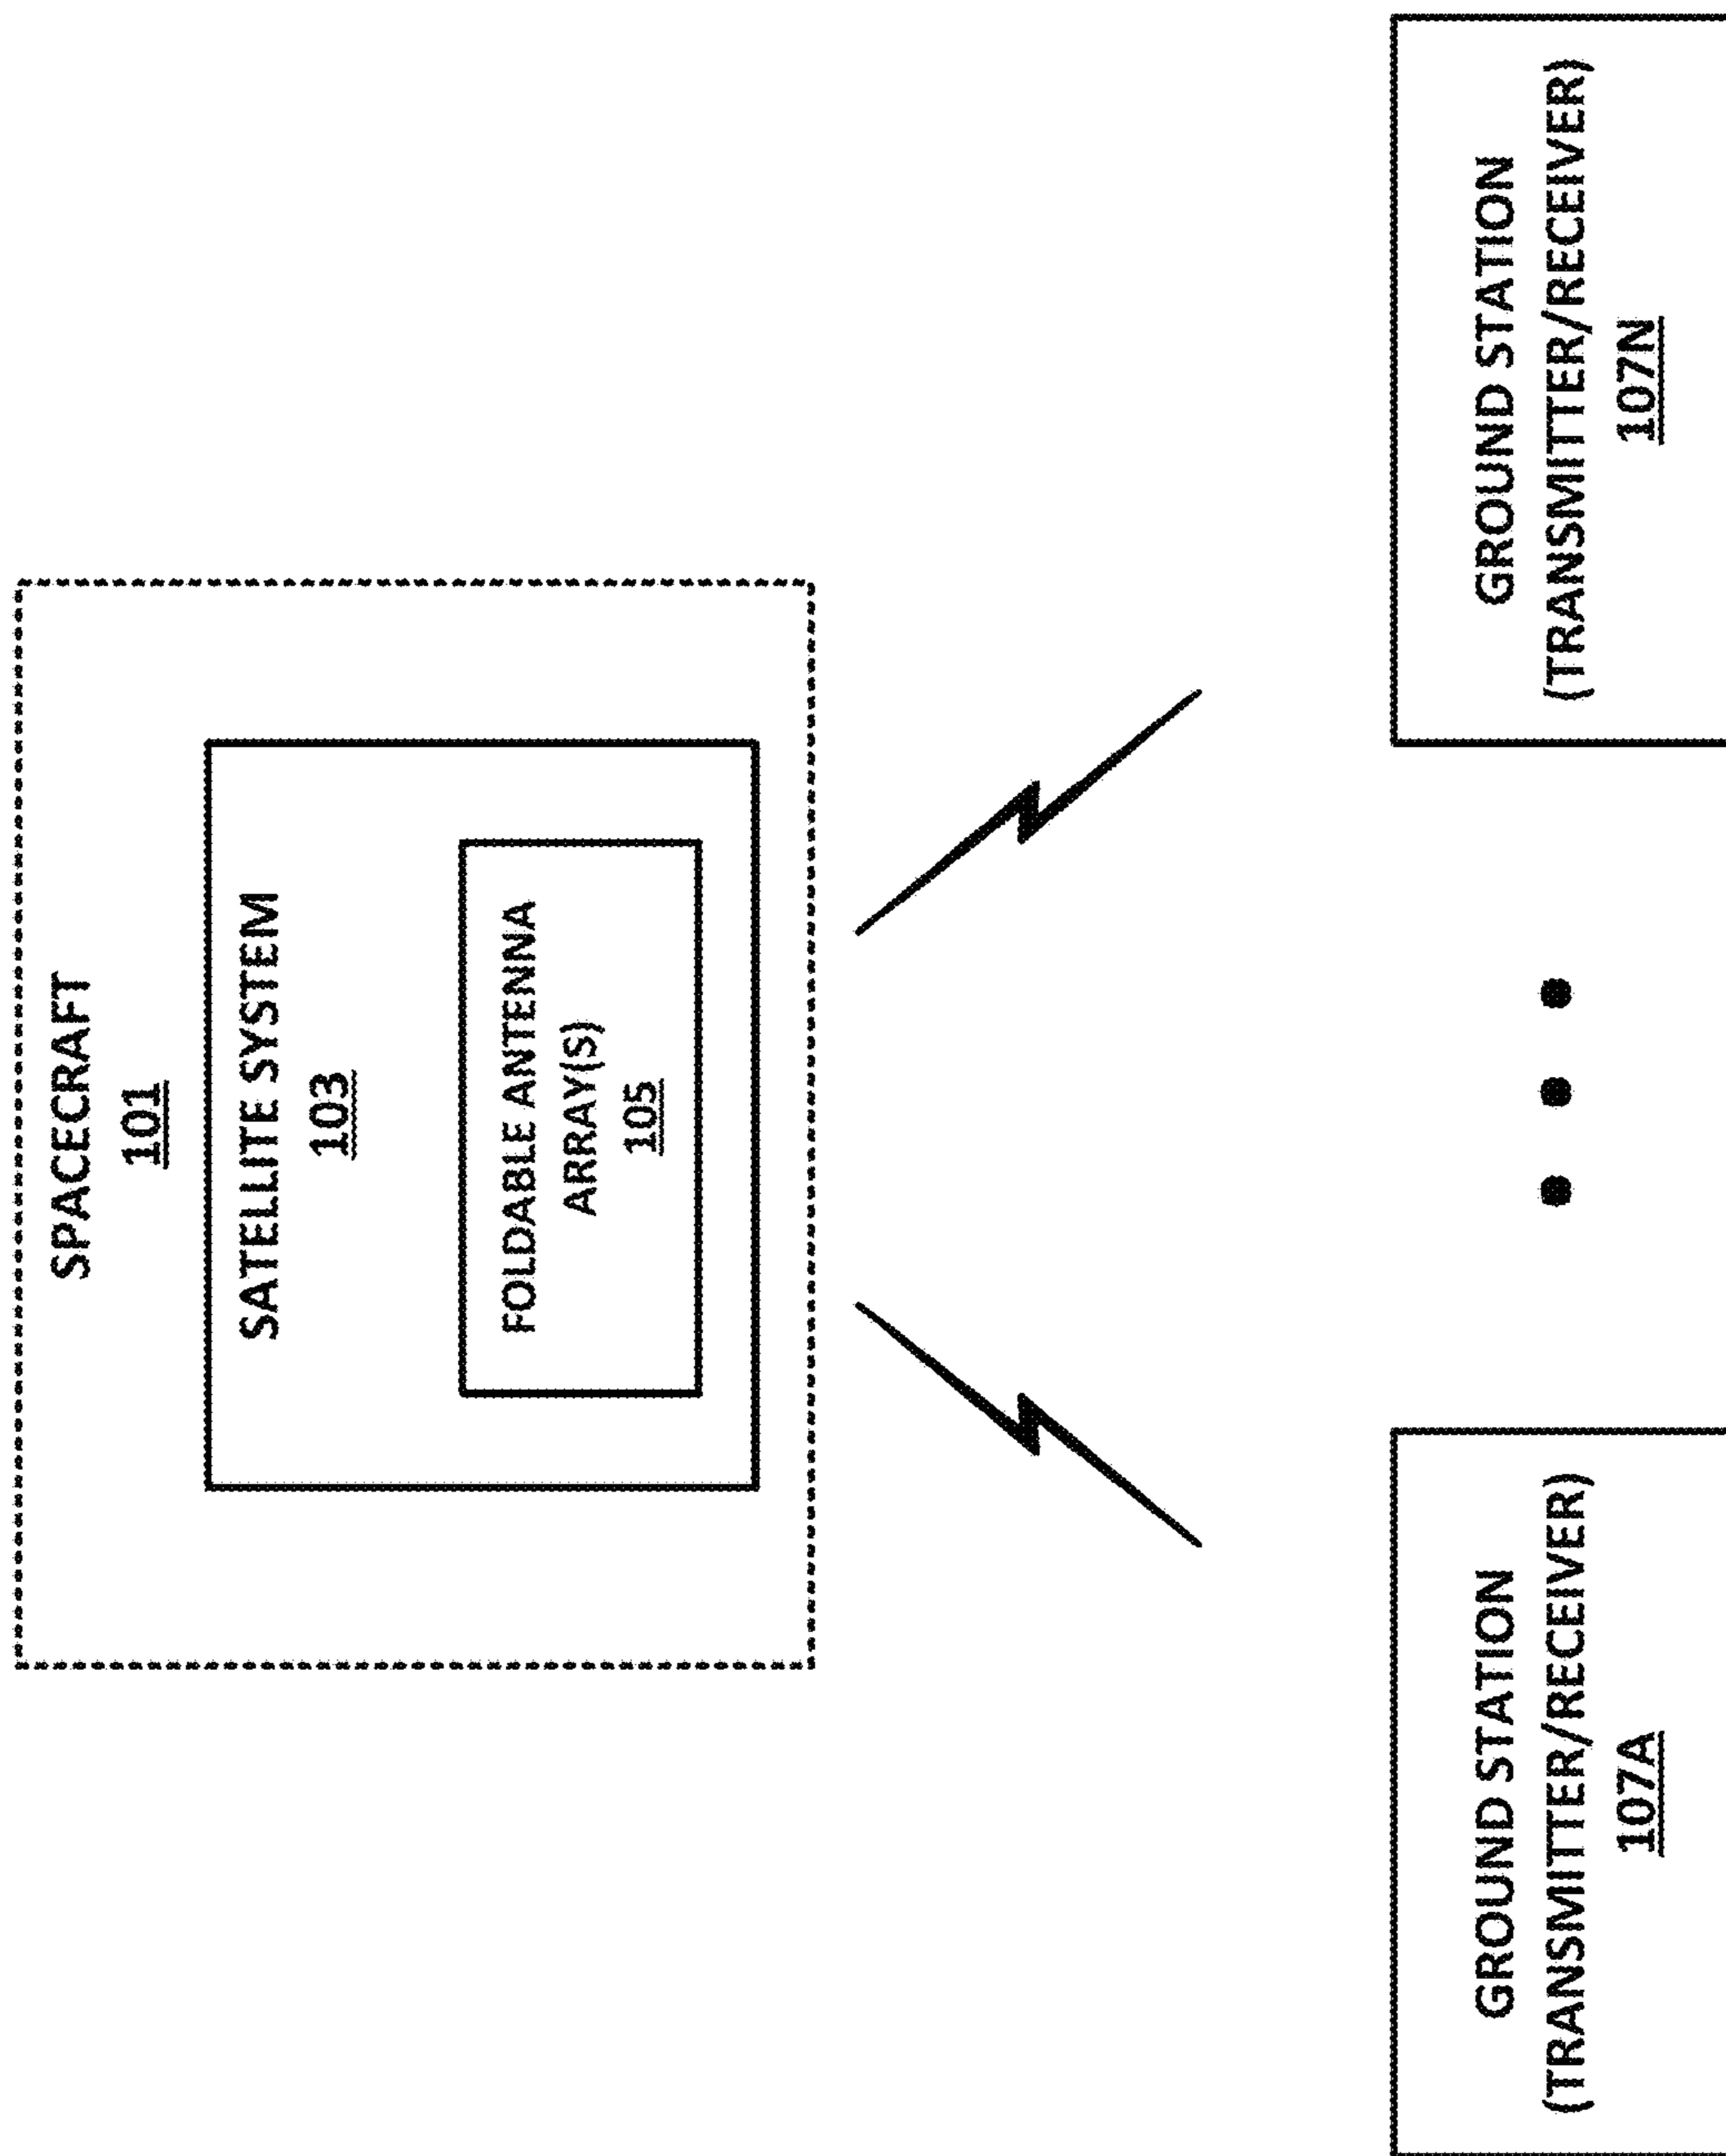 SPACECRAFT
101
SATELLITE SYSTEM
103
FOLDABLE ANTENNA
ARRAY(S)
105
GROUND STATION
(TRANSMITTER/RECEIVER)
107A
GROUND STATION
(TRANSMITTER/RECEIVER)
107N